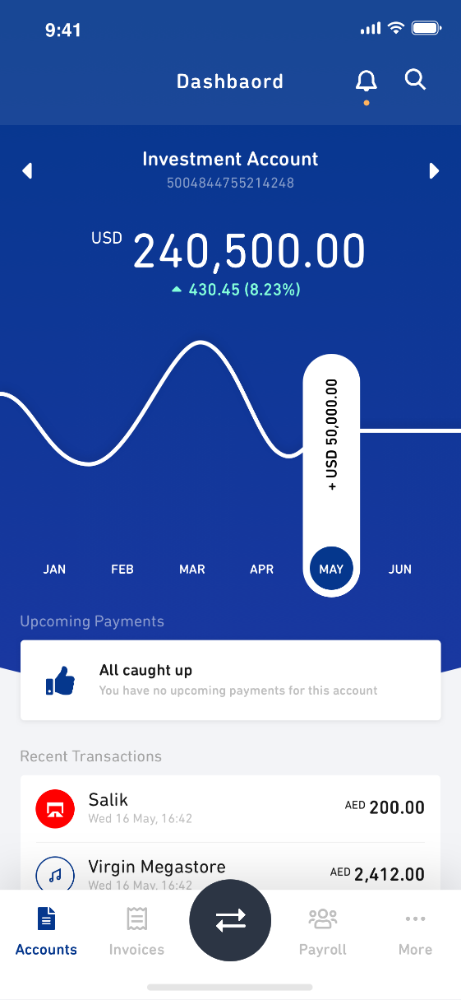 9:41
Dashbaord
Investment Account
5004844755214248
USD 240,500.00
430.45 (8.23%)
+ USD 50,000.00
JAN FEB MAR APR MAY JUN
Upcoming Payments
All caught up
You have no upcoming payments for this account
Recent Transactions
Salik AED 200.00
Wed 16 May, 16:42
Virgin Megastore AED 2,412.00
Wed 16 May, 16:42
Accounts Invoices Payroll More